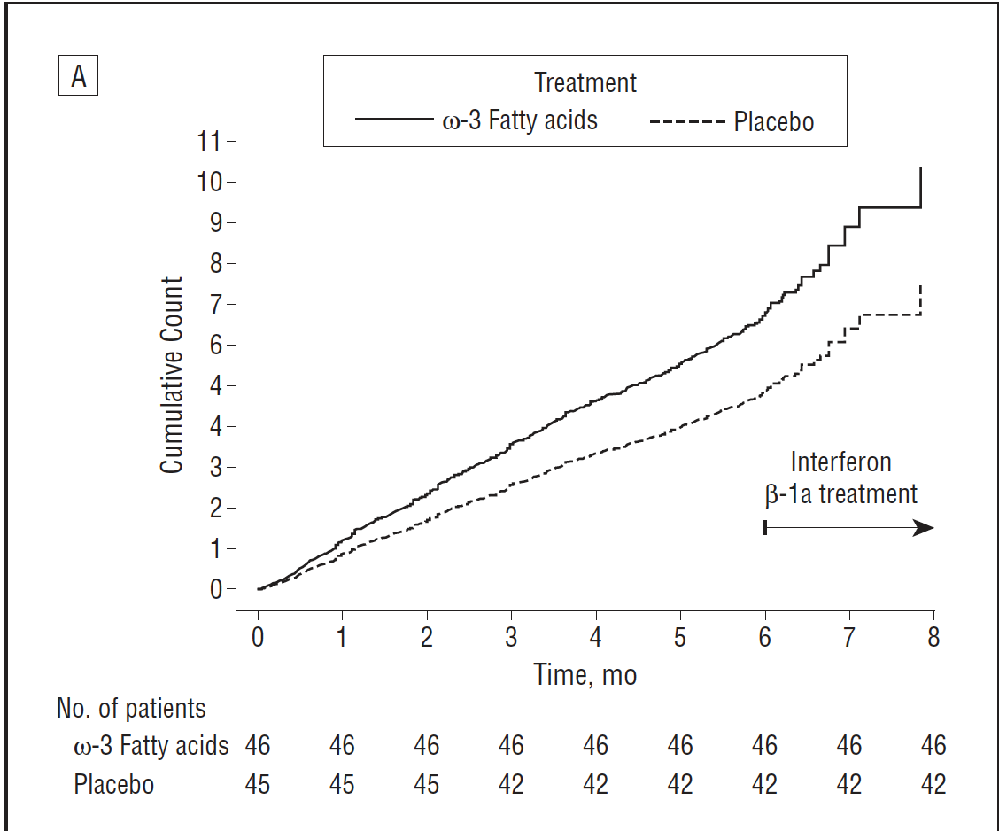 A
Treatment
ω-3 Fatty acids
Placebo
11
10
9
8
7
6
4
4
3
2
1
0
Cumulative Count
Interferon
β-1a treatment
0 1 2 3 4 5 6 7 8
Time, mo
No. of patients
ω-3 Fatty acids 46 46 46 46 46 46 46 46 46
Placebo 45 45 45 42 42 42 42 42 42